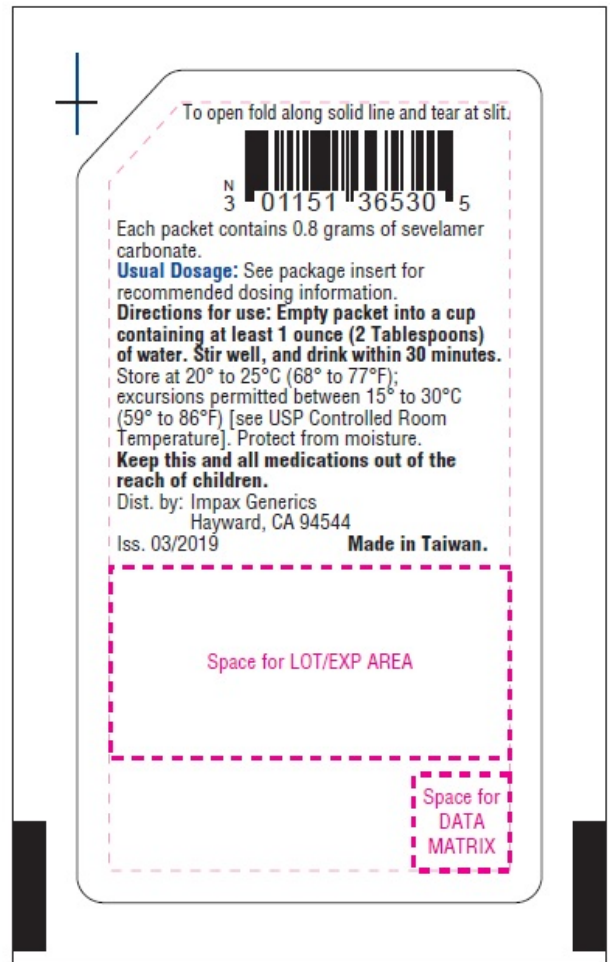 To open fold along solid line and tear at slit.
N
3 01151 36530 5
Each packet contains 0.8 grams of sevelamer
carbonate.
Usual Dosage: See package insert for
recommended dosing information.
Directions for use: Empty packet into a cup
containing at least 1 ounce (2 Tablespoons)
of water. Stir well, and drink within 30 minutes.
Store at 20° to 25°C (68° to 77°F);
excursions permitted between 15° to 30°C
(59° to 86°F) [see USP Controlled Room
Temperature]. Protect from moisture.
Keep this and all medications out of the
reach of children.
Dist. by: Impax Generics
Hayward, CA 94544
Iss. 03/2019 Made in Taiwan.
Space for LOT/EXP AREA
Space for
DATA
MATRIX